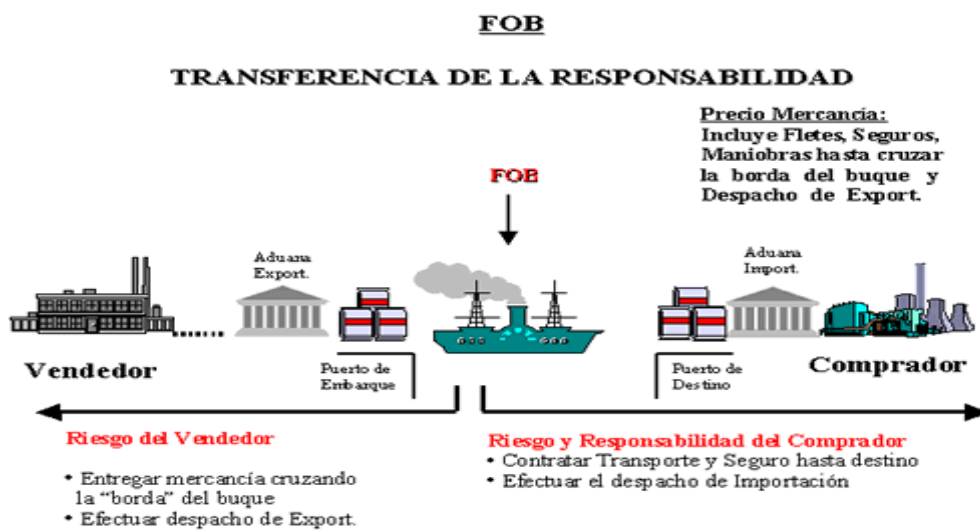 FOB
TRANSFERENCIA DE LA RESPONSABILIDAD
Precio Mercancía:
Incluye Fletes, Seguros,
Maniobras hasta cruzar
la borda del buque y
Despacho de Export.
FOB
Aduana
Export.
Aduana
Import.
Vendedor
Puerto de
Embarque
Puerto de
Destino
Comprador
Riesgo del Vendedor
• Entregar mercancía cruzando
la "borda" del buque
• Efectuar despacho de Export.
Riesgo y Responsabilidad del Comprador
• Contratar Transporte y Seguro hasta destino
• Efectuar el despacho de Importación